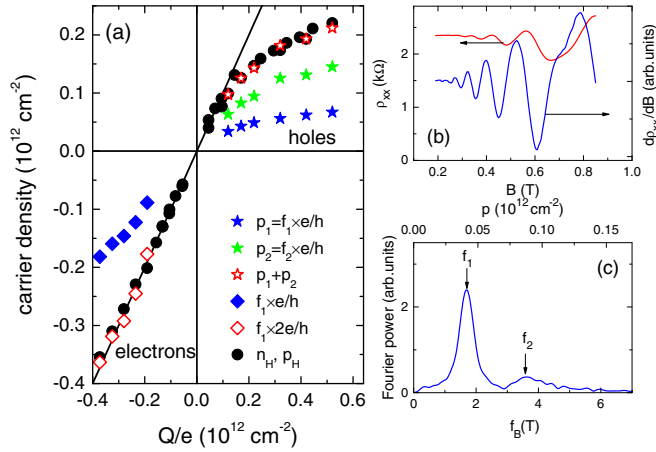 (a)
carrier density (10¹² cm⁻²)
0.2
0.1
0.0
-0.1
-0.2
-0.3
-0.4
holes
electrons
p₁=f₁×e/h
p₂=f₂×e/h
p₁+p₂
f₁×e/h
f₁×2e/h
n_H, p_H
-0.4 -0.2 0.0 0.2 0.4 0.6
Q/e (10¹² cm⁻²)
(b)
ρₓₓ (kΩ)
2
1
dρₓₓ/dB (arb.units)
0.2 0.4 0.6 0.8 1.0
B (T)
p (10¹² cm⁻²)
0.00 0.05 0.10 0.15
(c)
Fourier power (arb.units)
2
0
f₁
f₂
0 2 4 6
f_B(T)